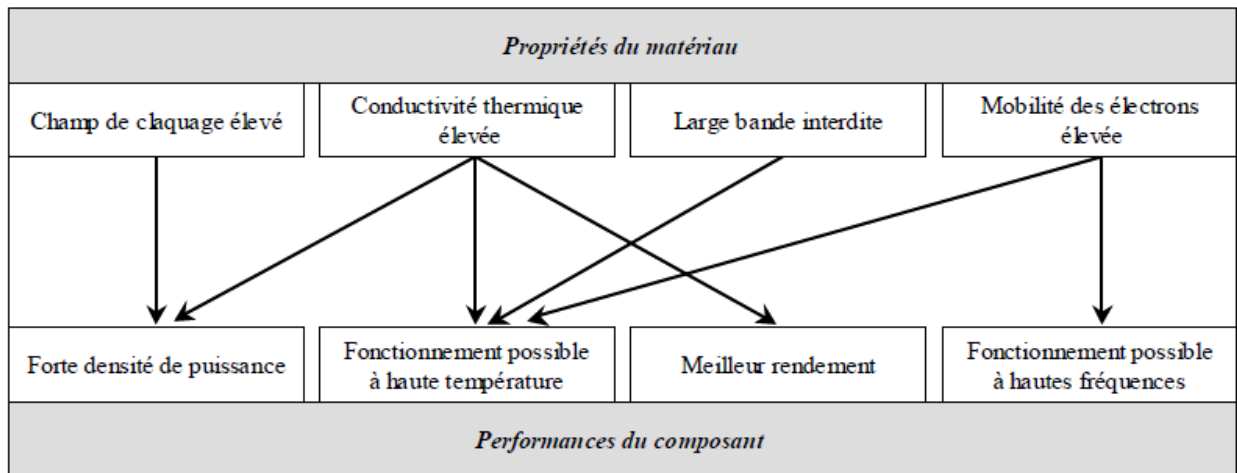 Propriétés du matériau
Champ de claquage élevé
Conductivité thermique
élevée
Large bande interdite
Mobilité des électrons
élevée
Forte densité de puissance
Fonctionnement possible
à haute température
Meilleur rendement
Fonctionnement possible
à hautes fréquences
Performances du composant